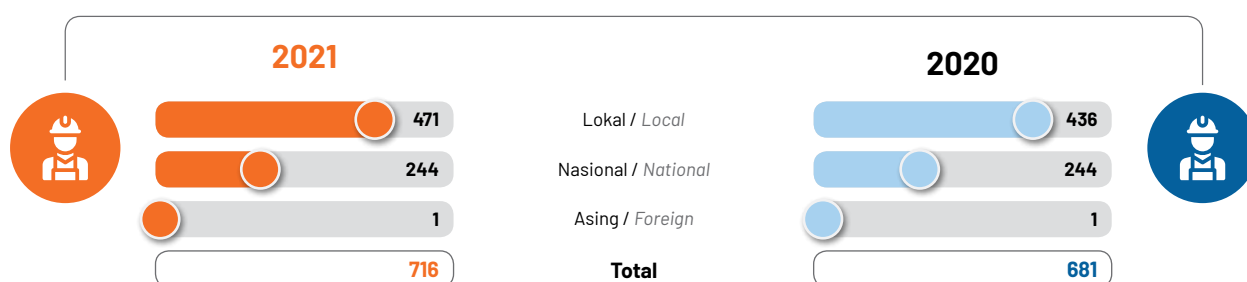 2021
2020
471 Lokal / Local 436
244 Nasional / National 244
1 Asing / Foreign 1
716 Total 681